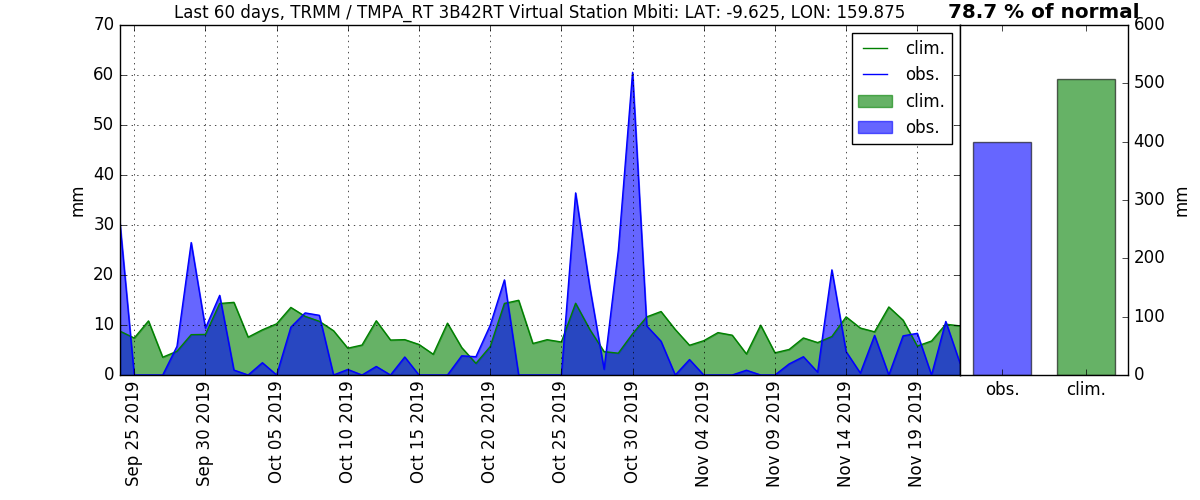 Last 60 days, TRMM / TMPA_RT 3B42RT Virtual Station Mbiti: LAT: -9.625, LON: 159.875
78.7 % of normal
70
60
50
40
30
20
10
0
mm
clim.
obs.
clim.
obs.
600
500
400
300
200
100
0
mm
obs.
clim.
Sep 25 2019
Sep 30 2019
Oct 05 2019
Oct 10 2019
Oct 15 2019
Oct 20 2019
Oct 25 2019
Oct 30 2019
Nov 04 2019
Nov 09 2019
Nov 14 2019
Nov 19 2019